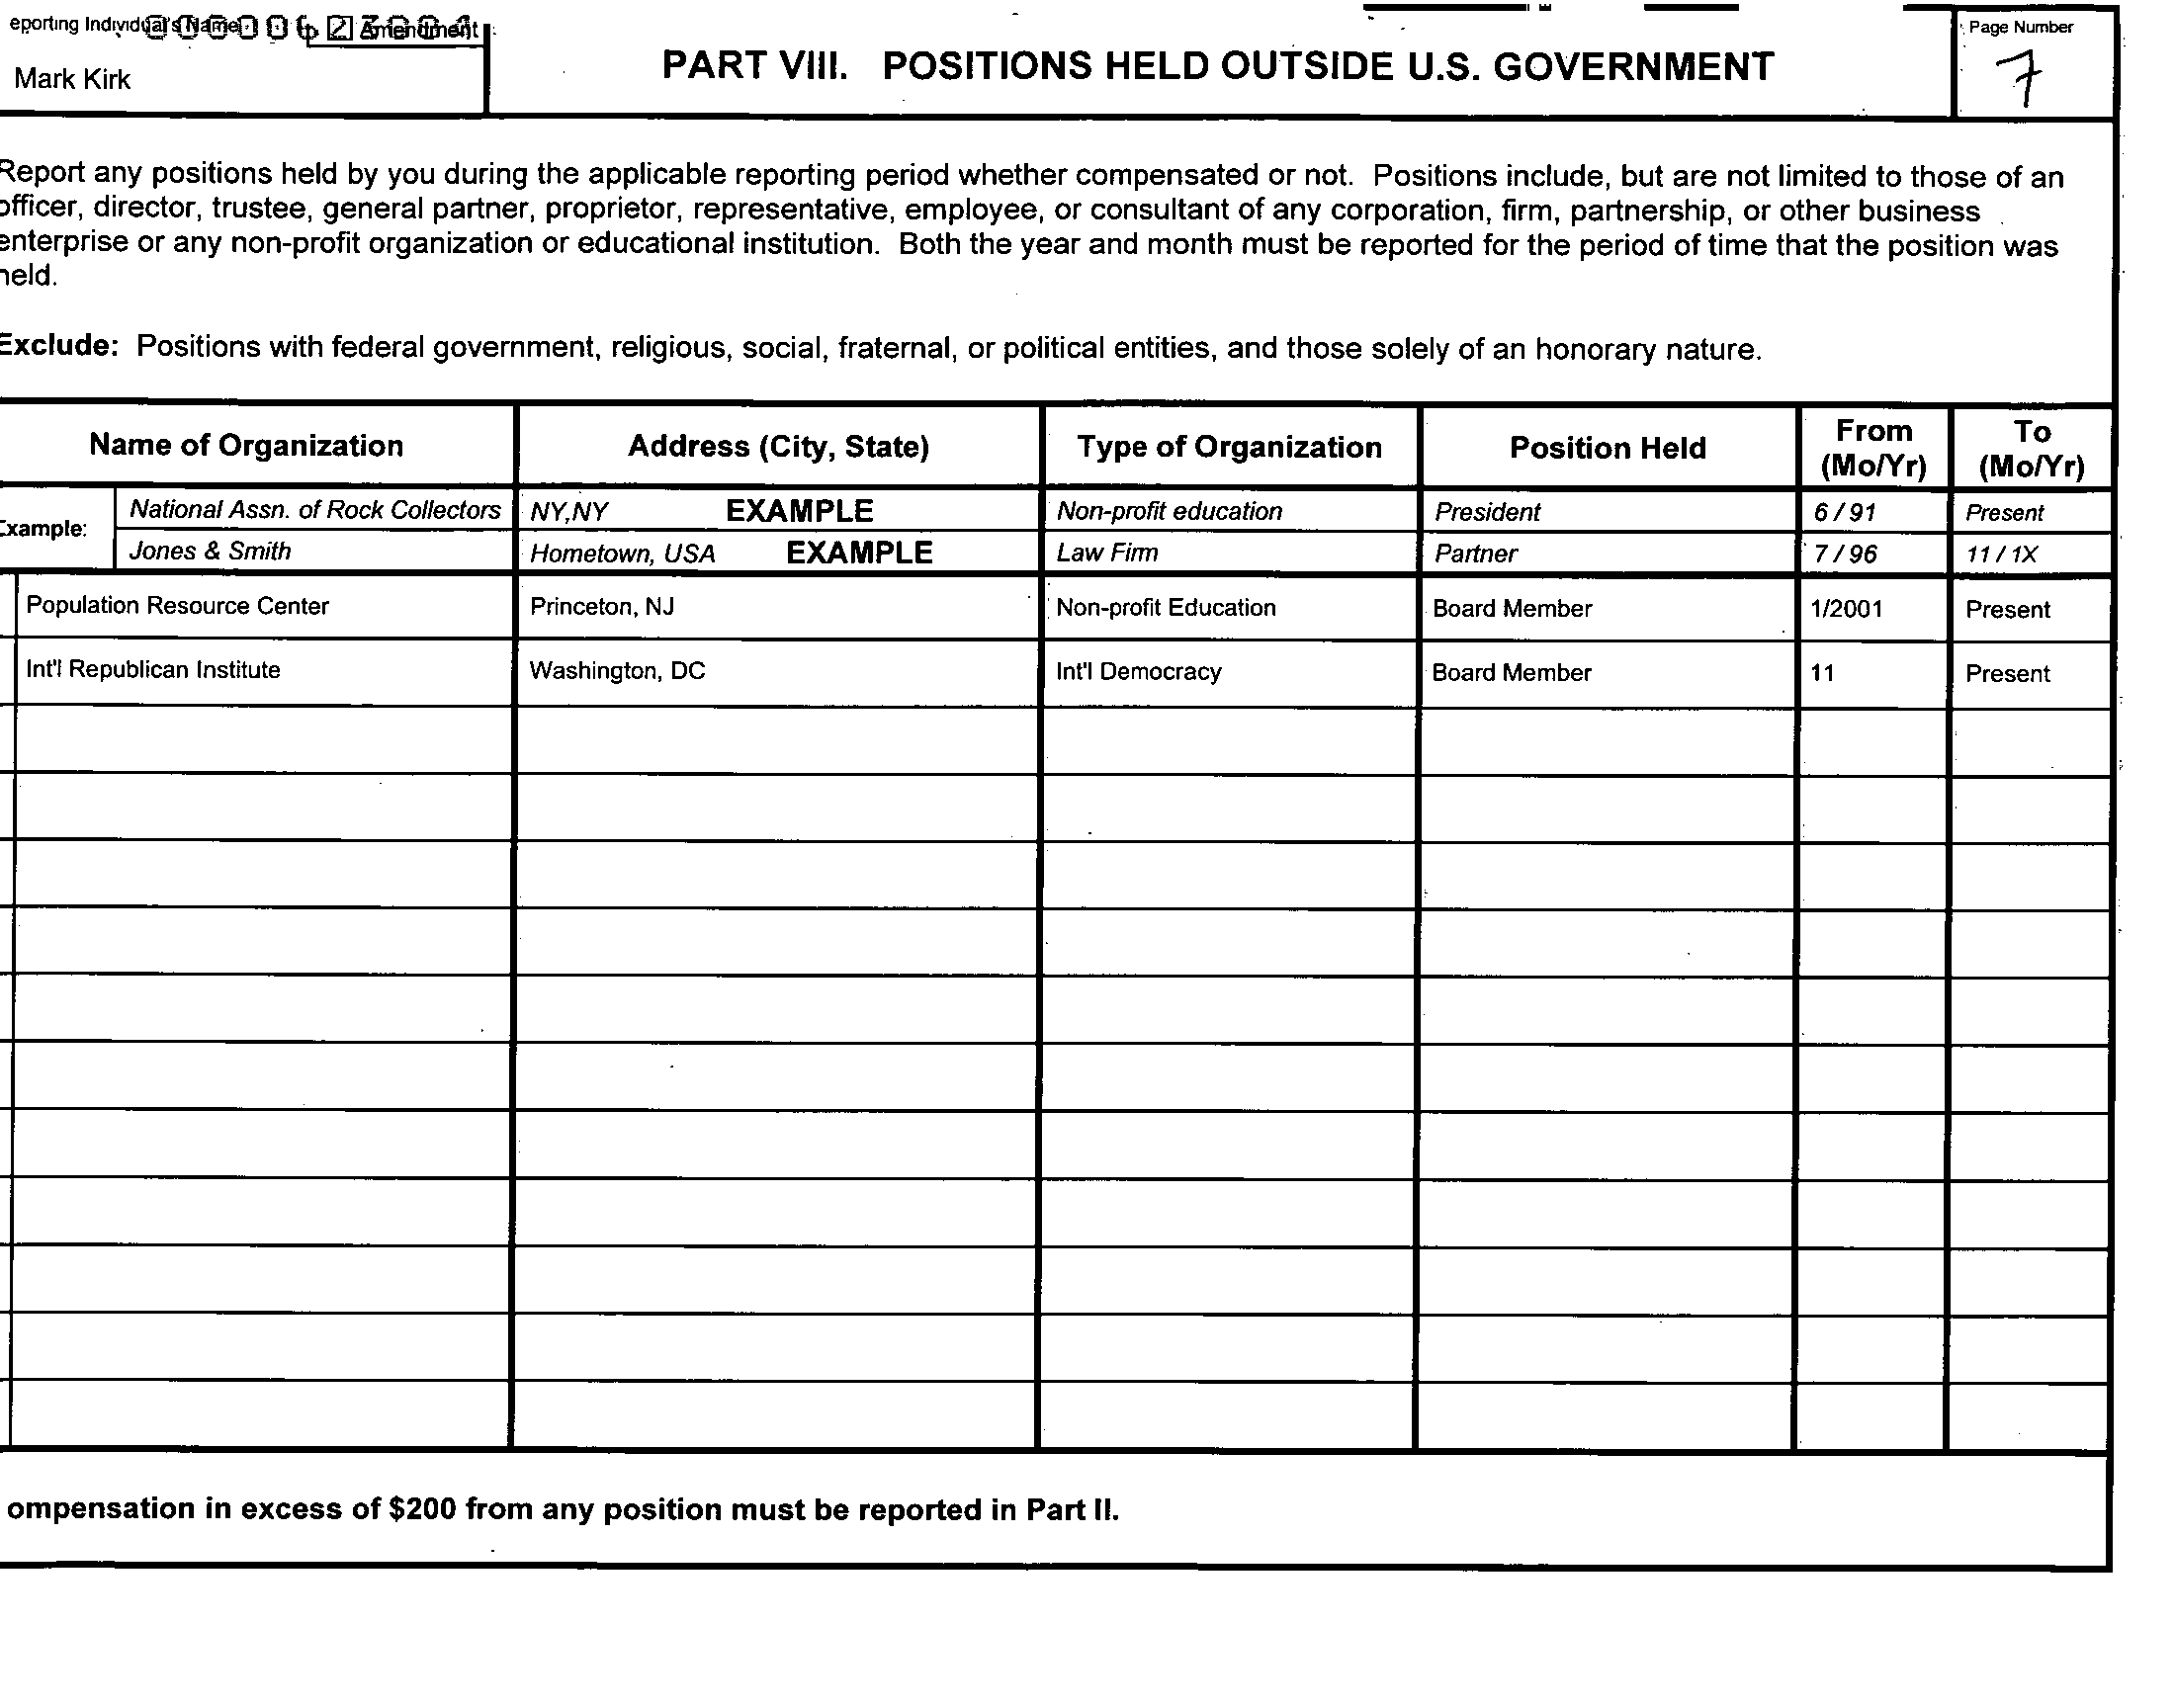 eporting Individual's Name Amendment
Mark Kirk
PART VIII. POSITIONS HELD OUTSIDE U.S. GOVERNMENT
Page Number
7
Report any positions held by you during the applicable reporting period whether compensated or not. Positions include, but are not limited to those of an
officer, director, trustee, general partner, proprietor, representative, employee, or consultant of any corporation, firm, partnership, or other business
enterprise or any non-profit organization or educational institution. Both the year and month must be reported for the period of time that the position was
held.
Exclude: Positions with federal government, religious, social, fraternal, or political entities, and those solely of an honorary nature.
Name of Organization Address (City, State) Type of Organization Position Held From (Mo/Yr) To (Mo/Yr)
Example: National Assn. of Rock Collectors NY,NY EXAMPLE Non-profit education President 6 / 91 Present
Jones & Smith Hometown, USA EXAMPLE Law Firm Partner 7 / 96 11 / 1X
Population Resource Center Princeton, NJ Non-profit Education Board Member 1/2001 Present
Int'l Republican Institute Washington, DC Int'l Democracy Board Member 11 Present
ompensation in excess of $200 from any position must be reported in Part II.